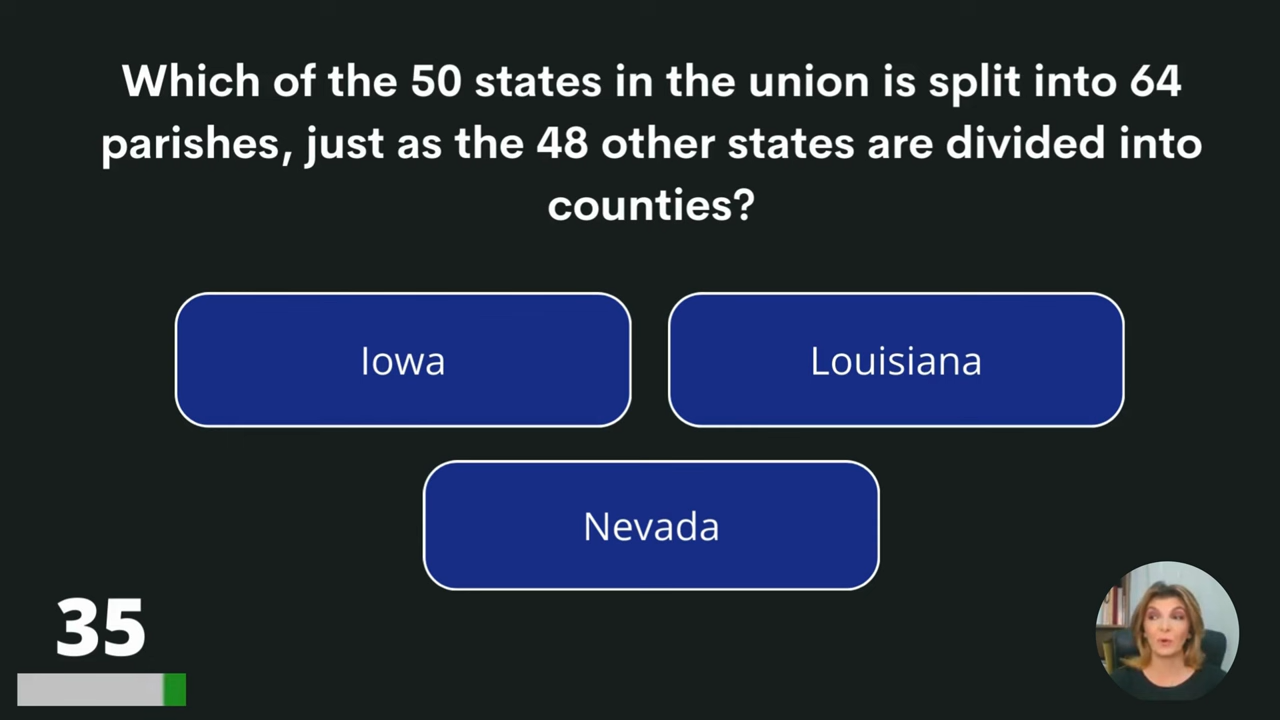 Which of the 50 states in the union is split into 64
parishes, just as the 48 other states are divided into
counties?
Iowa
Louisiana
Nevada
35